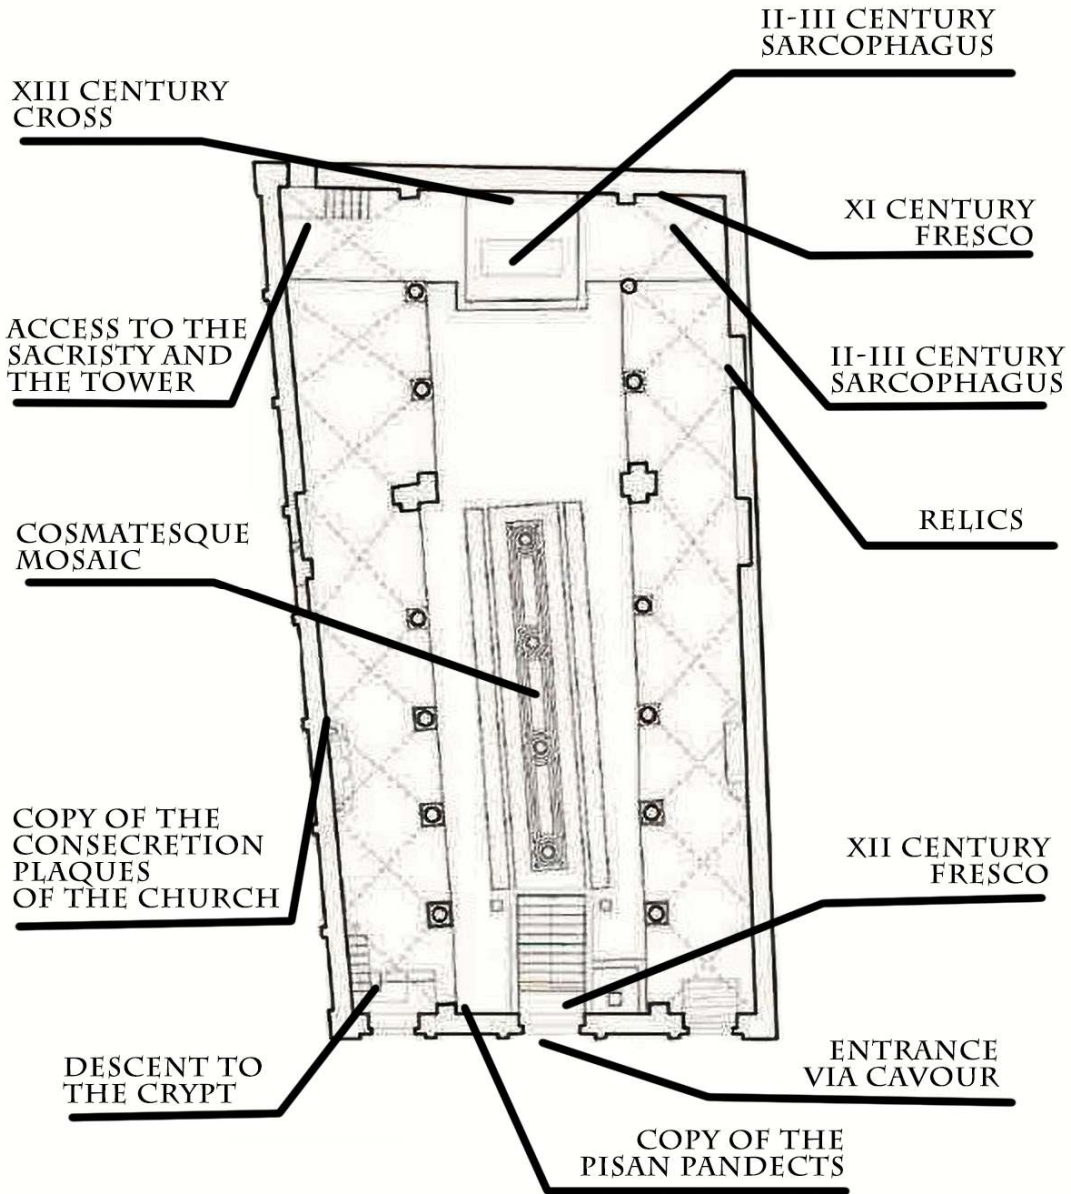 II-III CENTURY
SARCOPHAGUS
XIII CENTURY
CROSS
XI CENTURY
FRESCO
ACCESS TO THE
SACRISTY AND
THE TOWER
II-III CENTURY
SARCOPHAGUS
RELICS
COSMATESQUE
MOSAIC
COPY OF THE
CONSECRETION
PLAQUES
OF THE CHURCH
XII CENTURY
FRESCO
DESCENT TO
THE CRYPT
ENTRANCE
VIA CAVOUR
COPY OF THE
PISAN PANDECTS